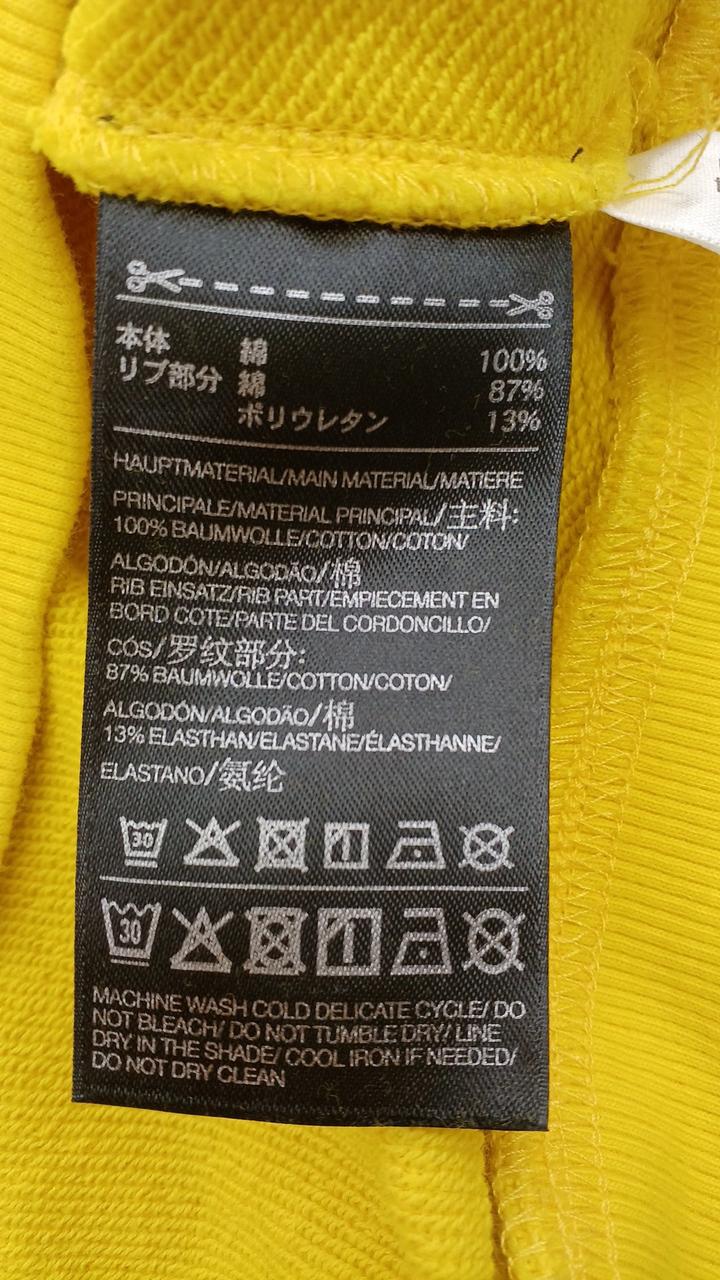 本体 綿 100%
リブ部分 綿 87%
ポリウレタン 13%
HAUPTMATERIAL/MAIN MATERIAL/MATIERE
PRINCIPALE/MATERIAL PRINCIPAL/主料:
100% BAUMWOLLE/COTTON/COTON/
ALGODÓN/ALGODÃO/棉
RIB EINSATZ/RIB PART/EMPIECEMENT EN
BORD COTE/PARTE DEL CORDONCILLO/
CÓS/罗纹部分:
87% BAUMWOLLE/COTTON/COTON/
ALGODÓN/ALGODÃO/棉
13% ELASTHAN/ELASTANE/ÉLASTHANNE/
ELASTANO/氨纶
30
30
MACHINE WASH COLD DELICATE CYCLE/ DO
NOT BLEACH/ DO NOT TUMBLE DRY/ LINE
DRY IN THE SHADE/ COOL IRON IF NEEDED/
DO NOT DRY CLEAN